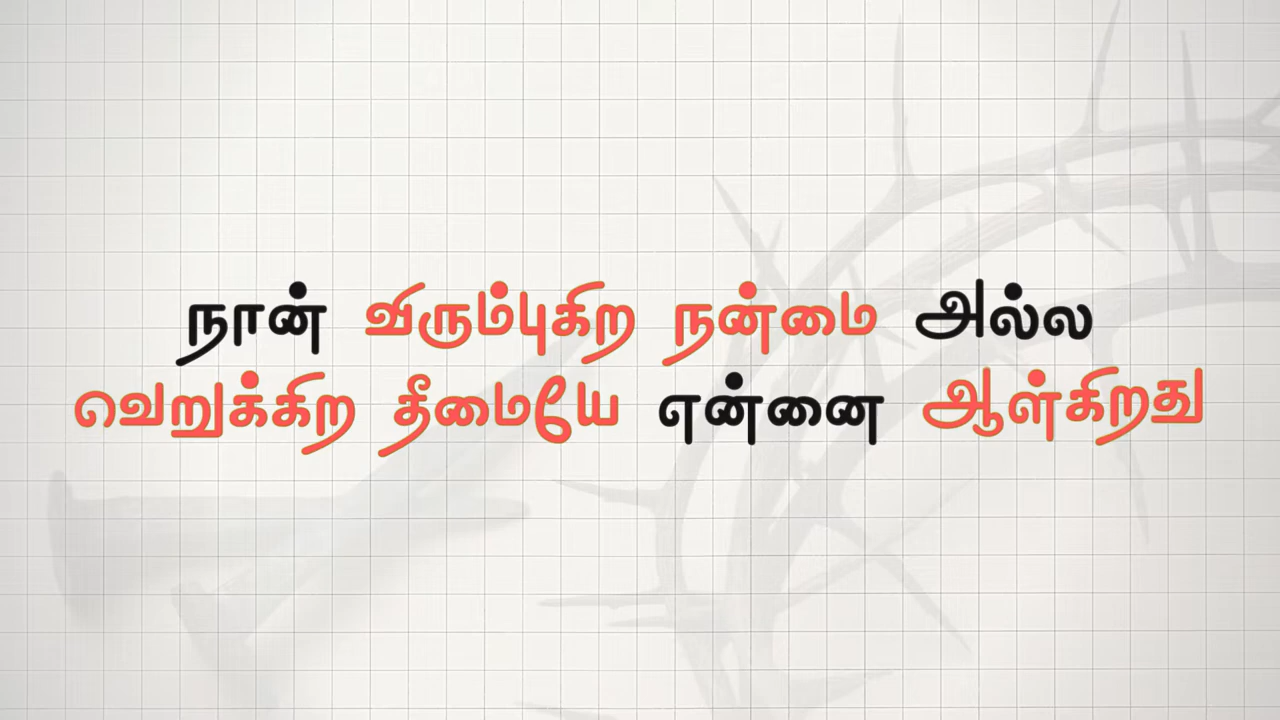 நான் விரும்புகிற நன்மை அல்ல
வெறுக்கிற தீமையே என்னை ஆள்கிறது